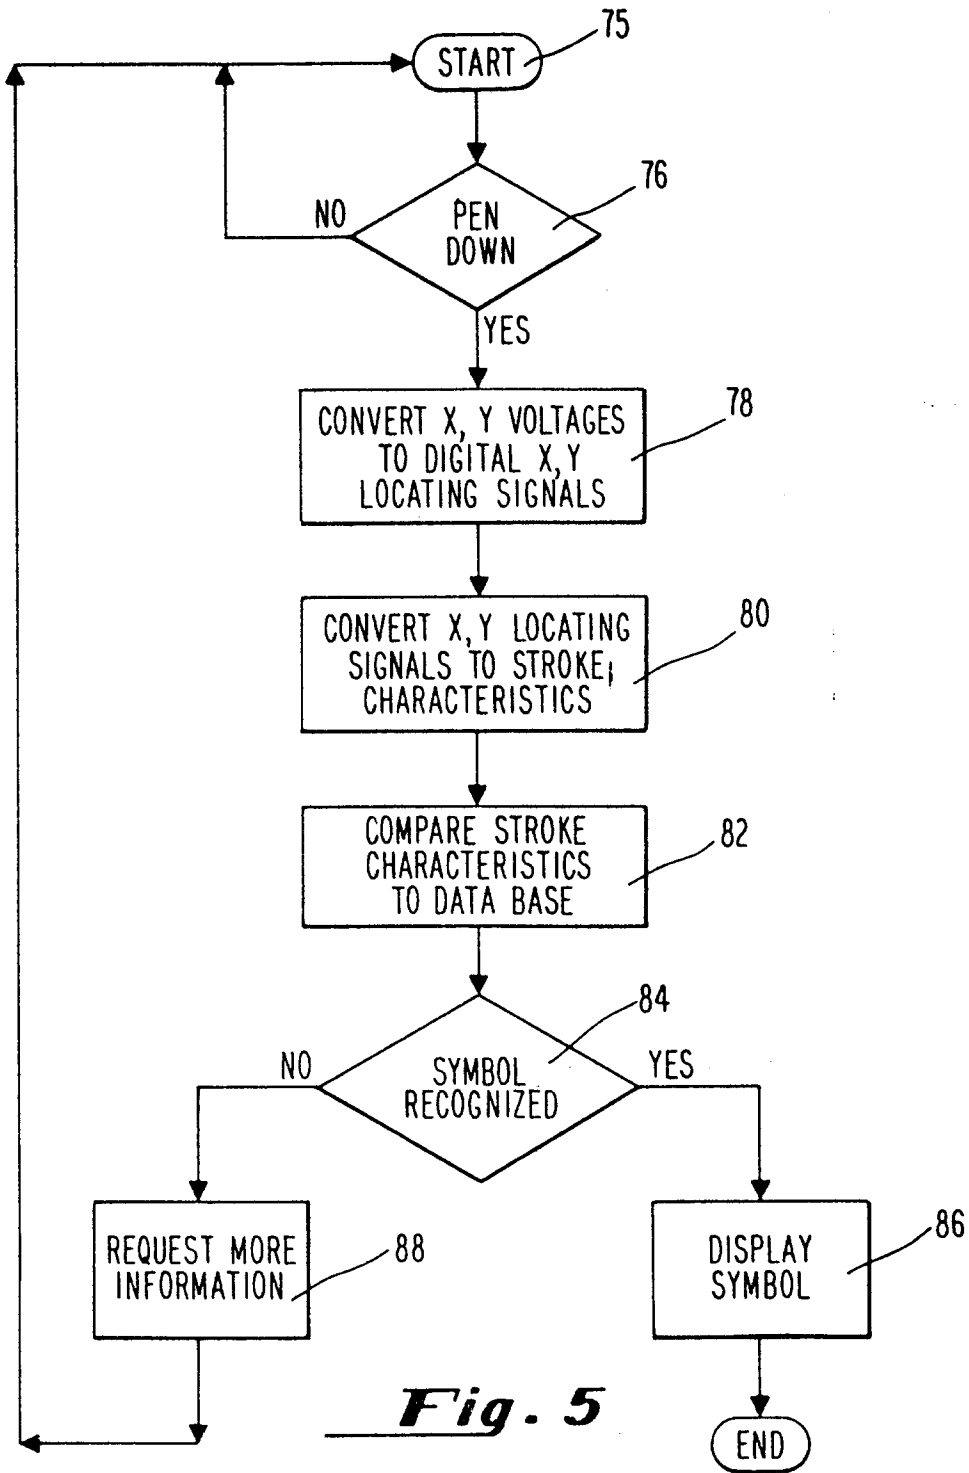 75
START
76
NO
PEN
DOWN
YES
78
CONVERT X, Y VOLTAGES
TO DIGITAL X,Y
LOCATING SIGNALS
80
CONVERT X,Y LOCATING
SIGNALS TO STROKE
CHARACTERISTICS
82
COMPARE STROKE
CHARACTERISTICS
TO DATA BASE
84
NO
YES
SYMBOL
RECOGNIZED
86
88
REQUEST MORE
INFORMATION
DISPLAY
SYMBOL
Fig. 5
END